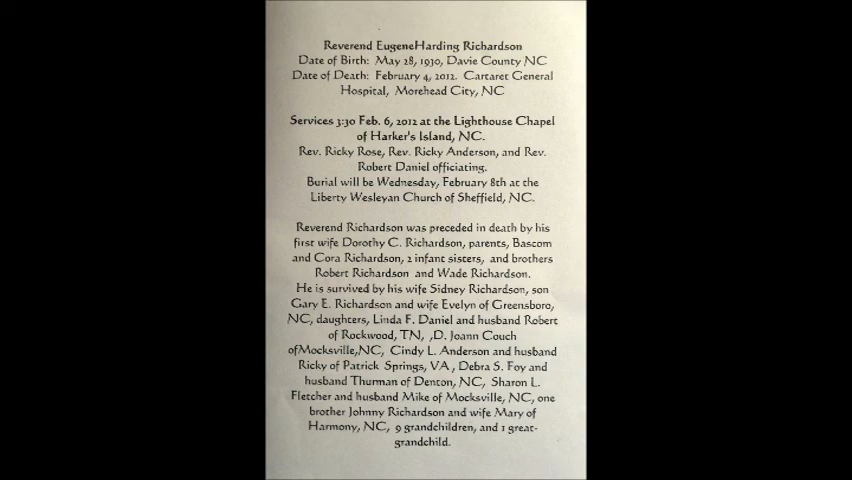 Reverend EugeneHarding Richardson
Date of Birth: May 28, 1930, Davie County NC
Date of Death: February 4, 2012. Cartaret General
Hospital, Morehead City, NC
Services 3:30 Feb. 6, 2012 at the Lighthouse Chapel
of Harker's Island, NC.
Rev. Ricky Rose, Rev. Ricky Anderson, and Rev.
Robert Daniel officiating.
Burial will be Wednesday, February 8th at the
Liberty Wesleyan Church of Sheffield, NC.
Reverend Richardson was preceded in death by his
first wife Dorothy C. Richardson, parents, Bascom
and Cora Richardson, 2 infant sisters, and brothers
Robert Richardson and Wade Richardson.
He is survived by his wife Sidney Richardson, son
Gary E. Richardson and wife Evelyn of Greensboro,
NC, daughters, Linda F. Daniel and husband Robert
of Rockwood, TN, ,D. Joann Couch
ofMocksville,NC, Cindy L. Anderson and husband
Ricky of Patrick Springs, VA , Debra S. Foy and
husband Thurman of Denton, NC, Sharon L.
Fletcher and husband Mike of Mocksville, NC, one
brother Johnny Richardson and wife Mary of
Harmony, NC, 9 grandchildren, and 1 great-
grandchild.